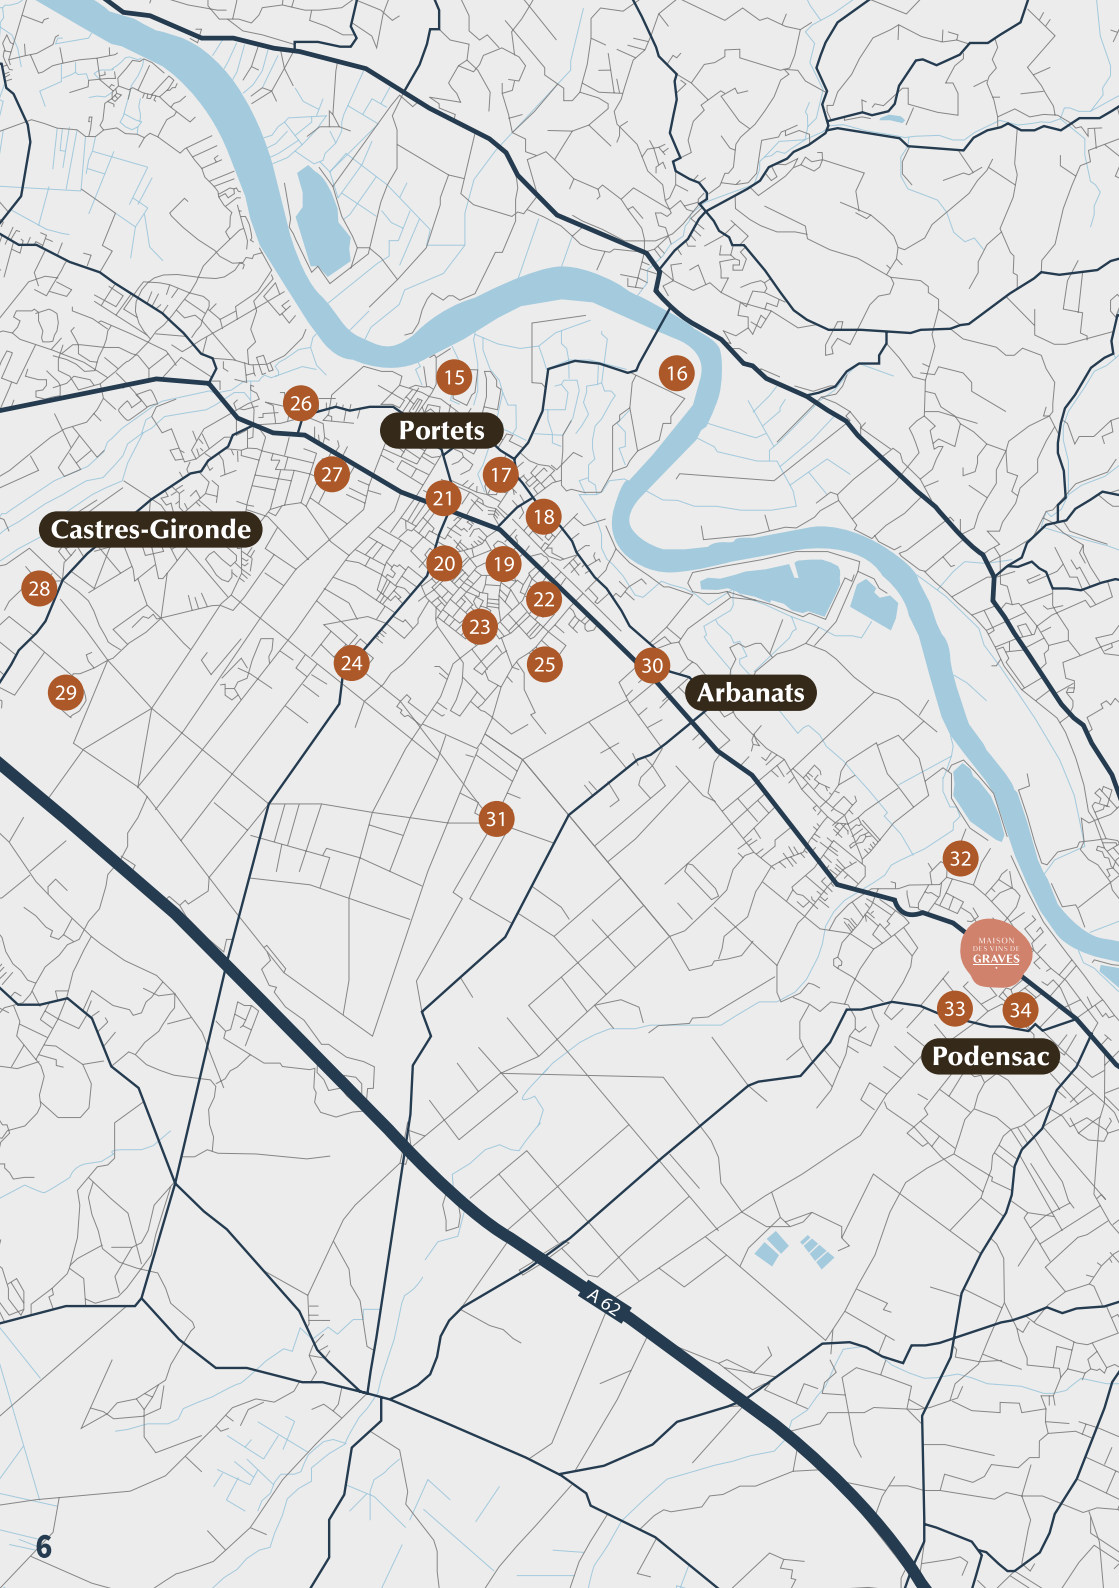 15
16
26
Portets
27
17
21
18
Castres-Gironde
20
19
28
22
23
24
25
30
29
Arbanats
31
32
MAISON
DES VINS DE
GRAVES
33
34
Podensac
A 62
6